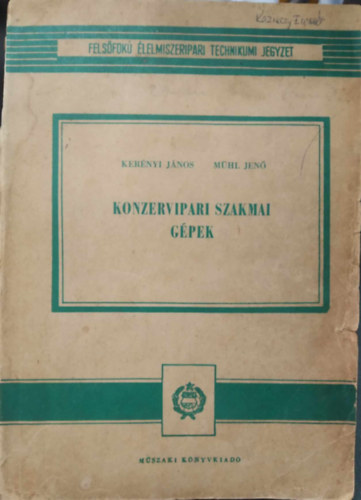 FELSŐFOKÚ ÉLELMISZERIPARI TECHNIKUMI JEGYZET
KERÉNYI JÁNOS MÜHL JENŐ
KONZERVIPARI SZAKMAI
GÉPEK
MŰSZAKI KÖNYVKIADÓ